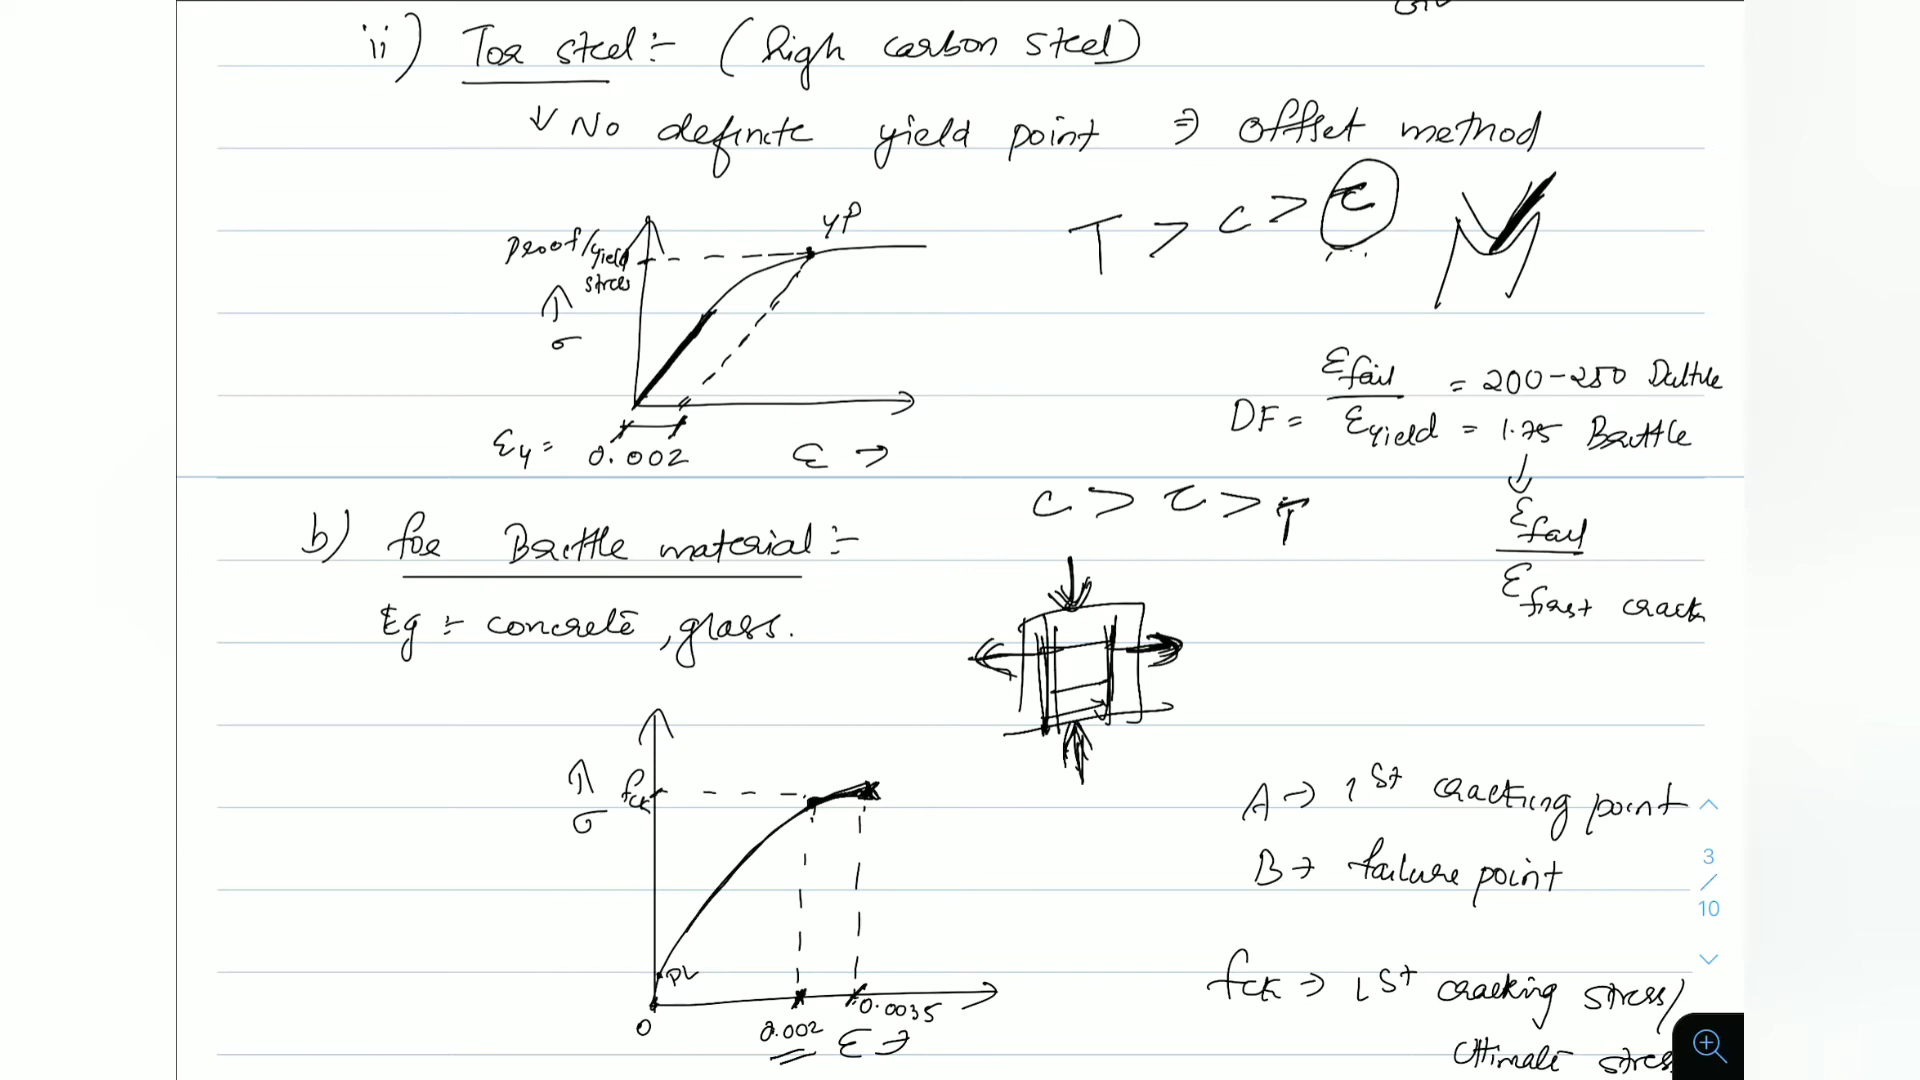 ii) Tor steel :- (high carbon steel)
↓ No definite yield point ⇒ offset method
T > C > τ
YP
Proof/yield
stress
↑
σ
εfail
= 200-250 Ductile
DF =
εyield = 1.75 Brittle
↓
εfail
εfirst crack
εy = 0.002
ε →
C > τ > T
b) for Brittle material :-
Eg :- concrete, glass.
↑
σ
fck
PL
O
0.002
0.0035
ε →
A → 1st cracking point
B → failure point
fck → 1st cracking stress/
Ultimate stress
3
/
10